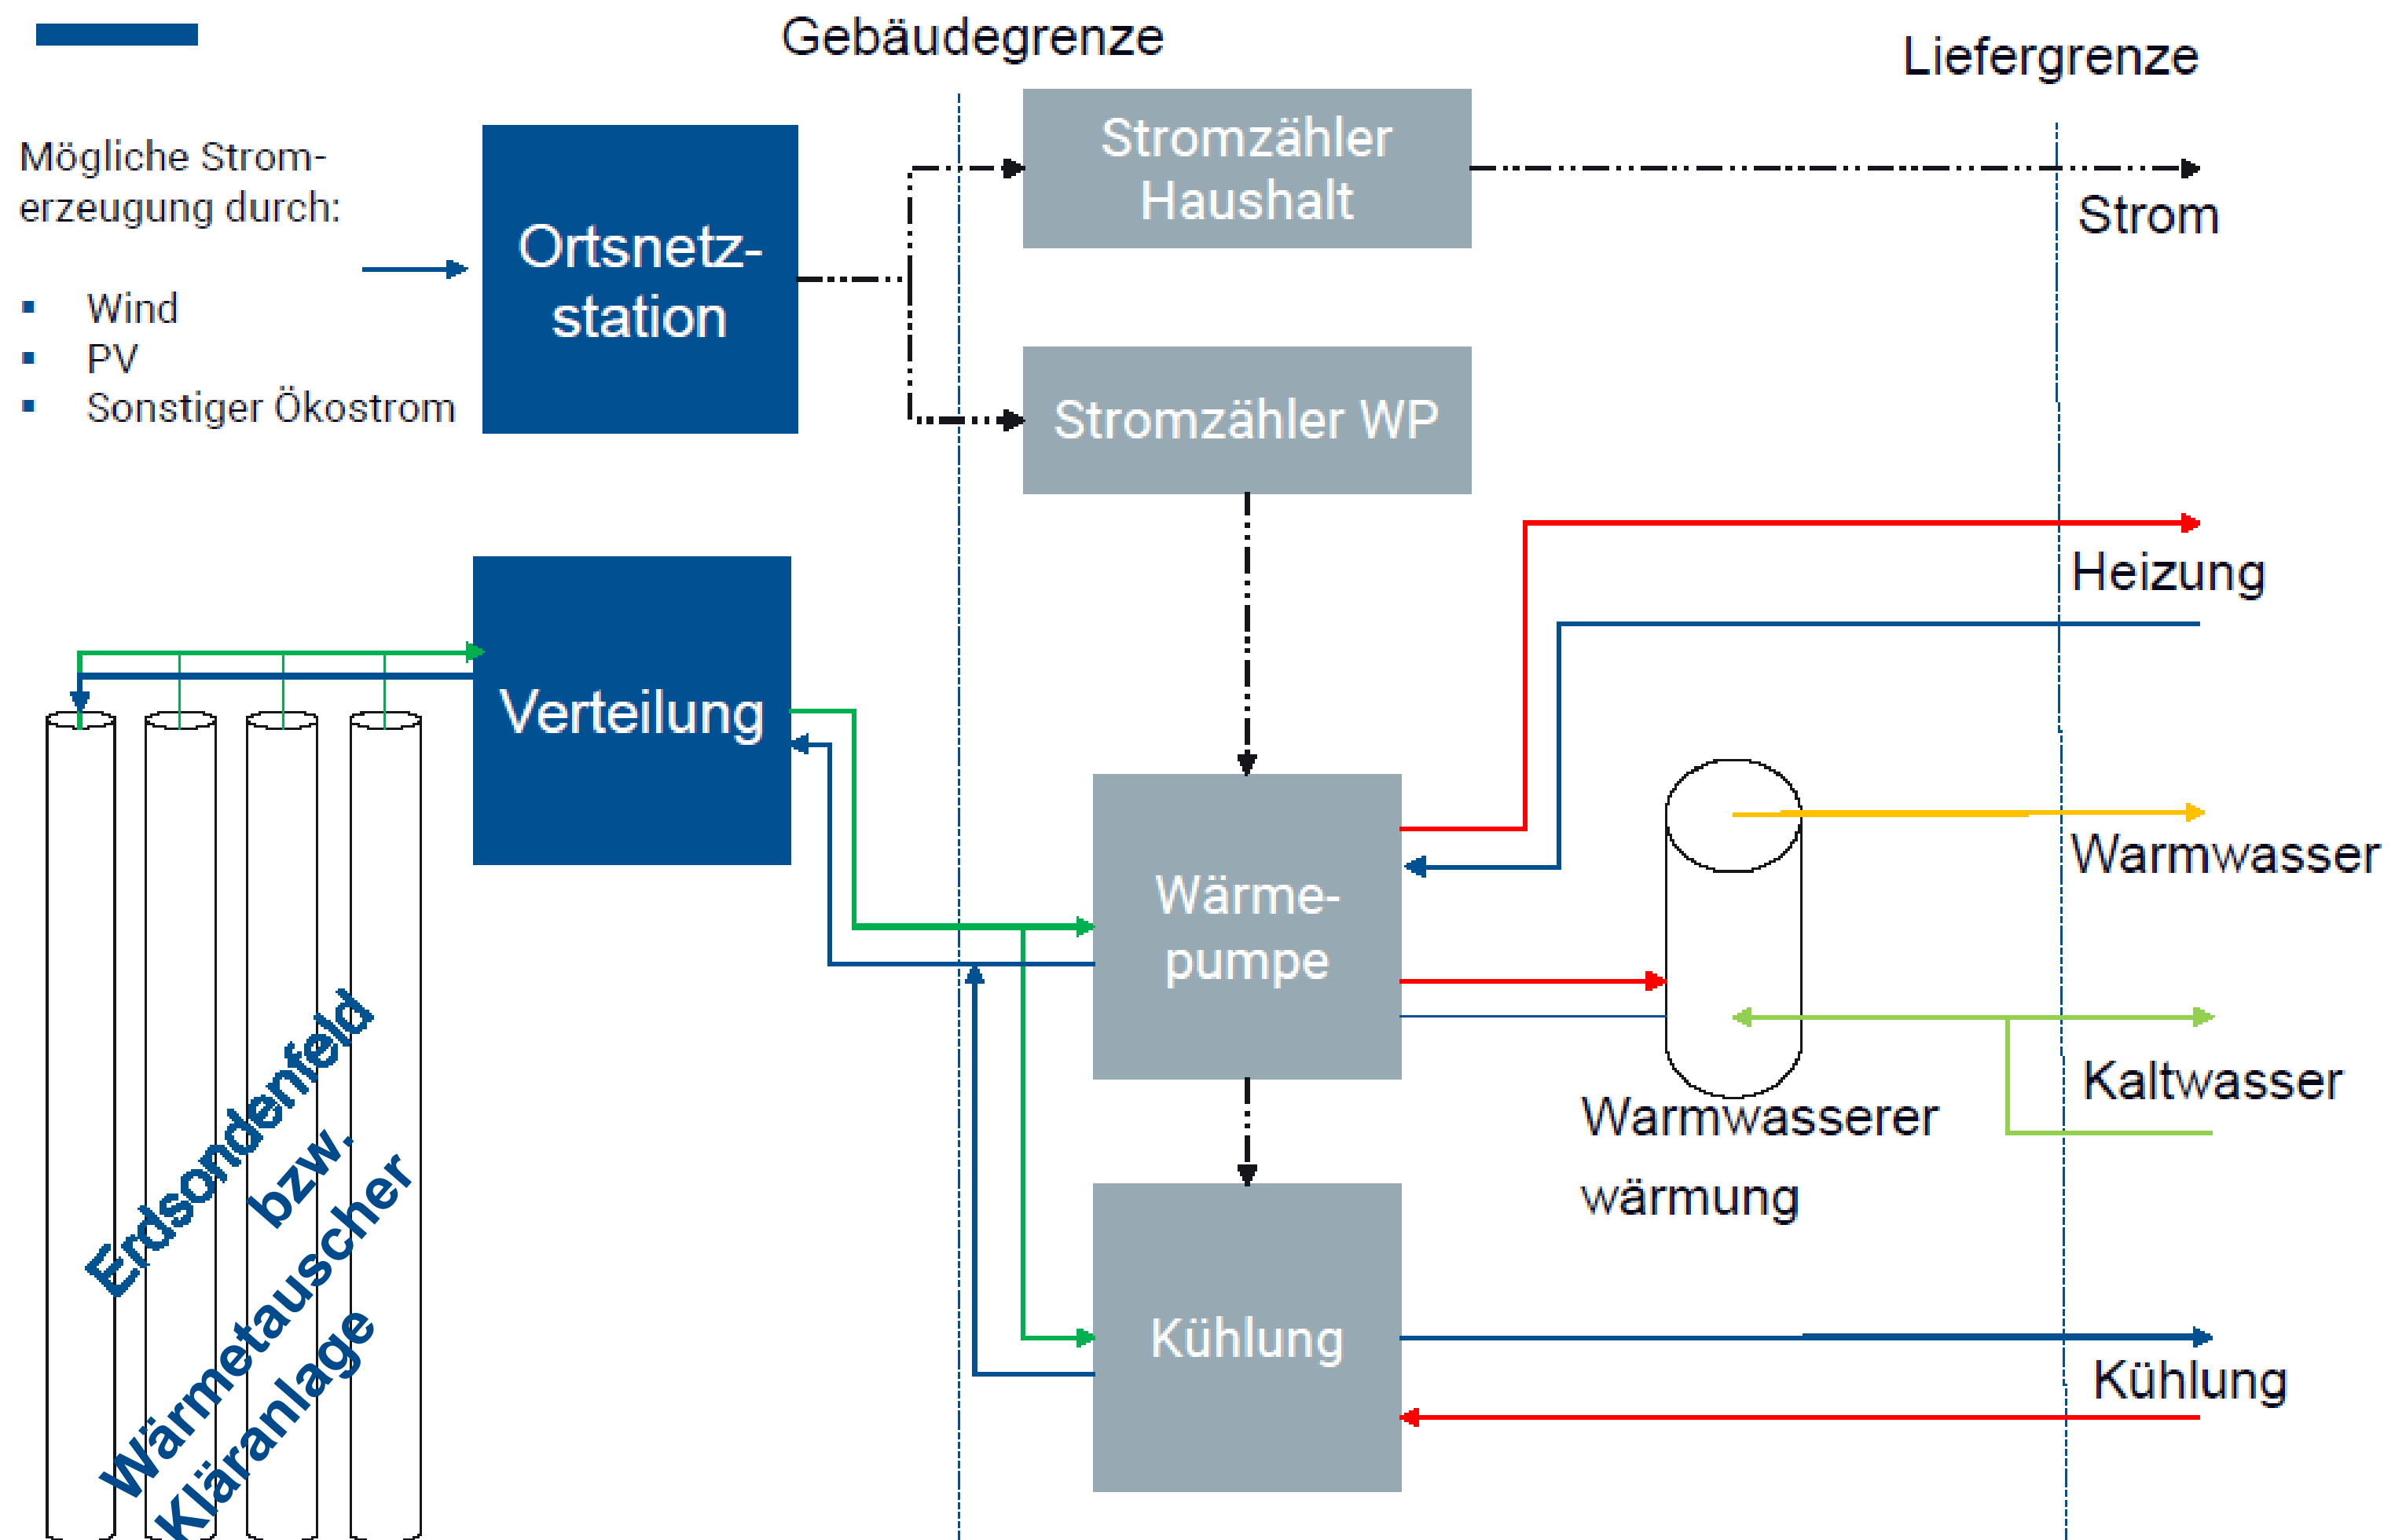 Gebäudegrenze
Liefergrenze
Mögliche Strom-
erzeugung durch:
▪ Wind
▪ PV
▪ Sonstiger Ökostrom
Ortsnetz-
station
Stromzähler
Haushalt
Strom
Stromzähler WP
Heizung
Verteilung
Wärme-
pumpe
Warmwasser
Kaltwasser
Warmwasserer
wärmung
Kühlung
Kühlung
Erdsondenfeld
bzw.
Wärmetauscher
Kläranlage